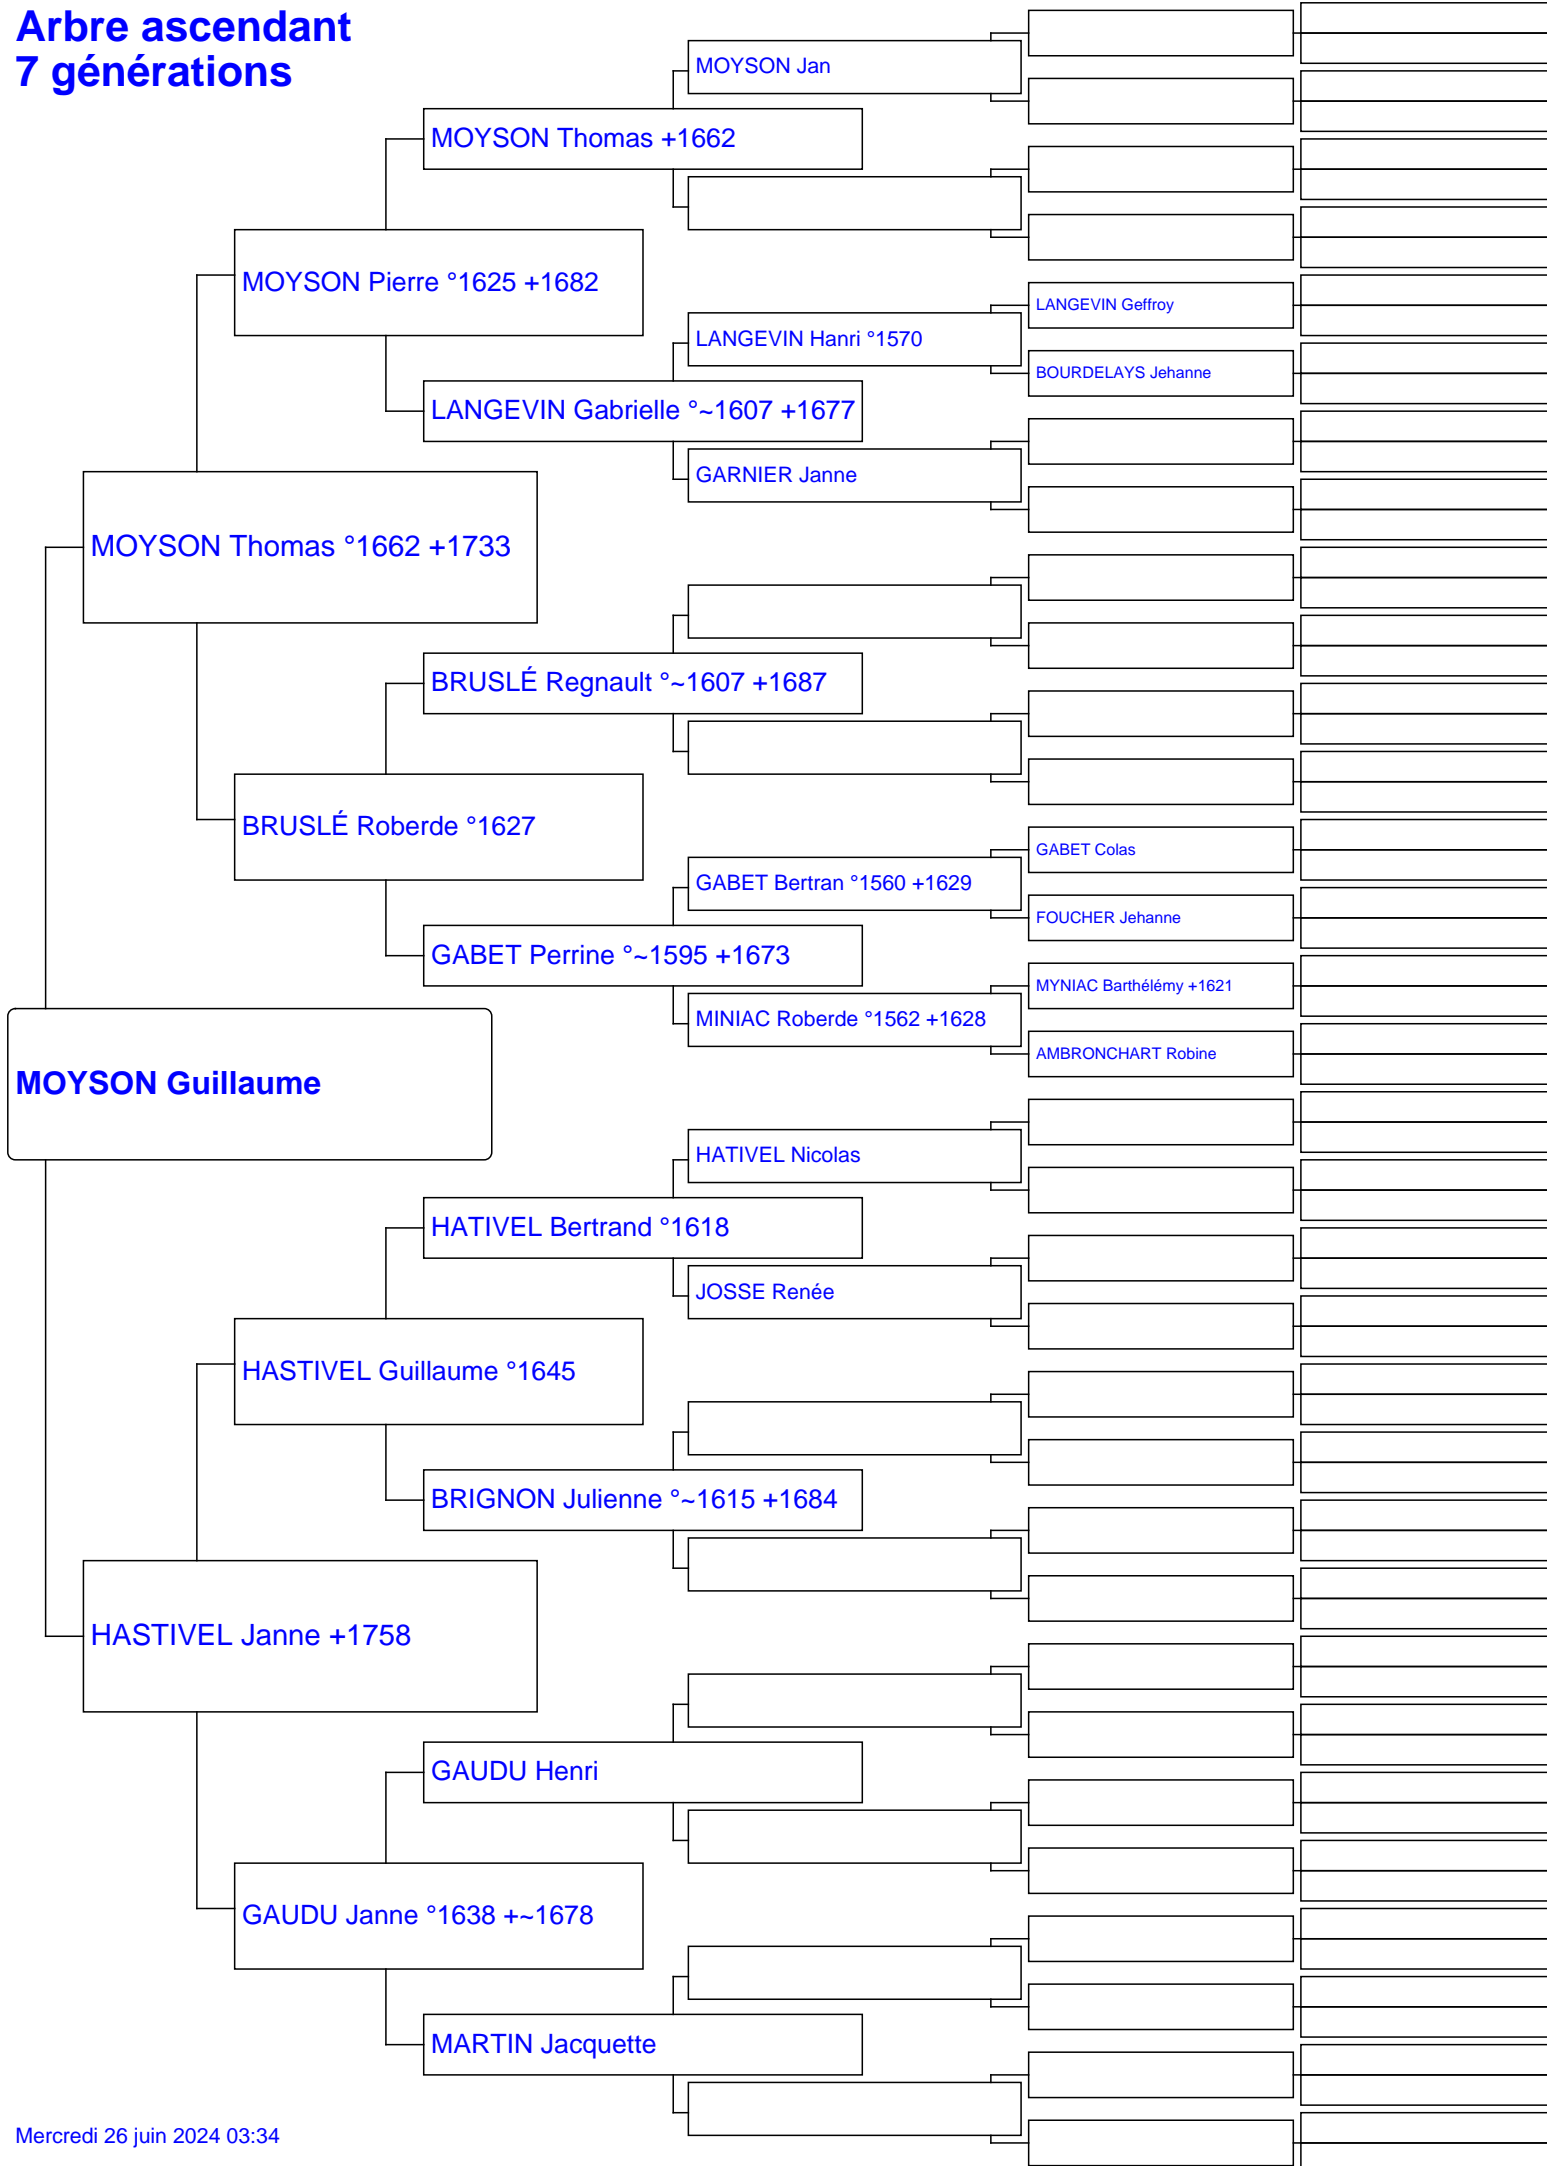 Arbre ascendant
7 générations
MOYSON Jan
MOYSON Thomas +1662
MOYSON Pierre °1625 +1682
LANGEVIN Geffroy
LANGEVIN Hanri °1570
BOURDELAYS Jehanne
LANGEVIN Gabrielle °~1607 +1677
GARNIER Janne
MOYSON Thomas °1662 +1733
BRUSLÉ Regnault °~1607 +1687
BRUSLÉ Roberde °1627
GABET Colas
GABET Bertran °1560 +1629
FOUCHER Jehanne
GABET Perrine °~1595 +1673
MYNIAC Barthélémy +1621
MINIAC Roberde °1562 +1628
AMBRONCHART Robine
MOYSON Guillaume
HATIVEL Nicolas
HATIVEL Bertrand °1618
JOSSE Renée
HASTIVEL Guillaume °1645
BRIGNON Julienne °~1615 +1684
HASTIVEL Janne +1758
GAUDU Henri
GAUDU Janne °1638 +~1678
MARTIN Jacquette
Mercredi 26 juin 2024 03:34